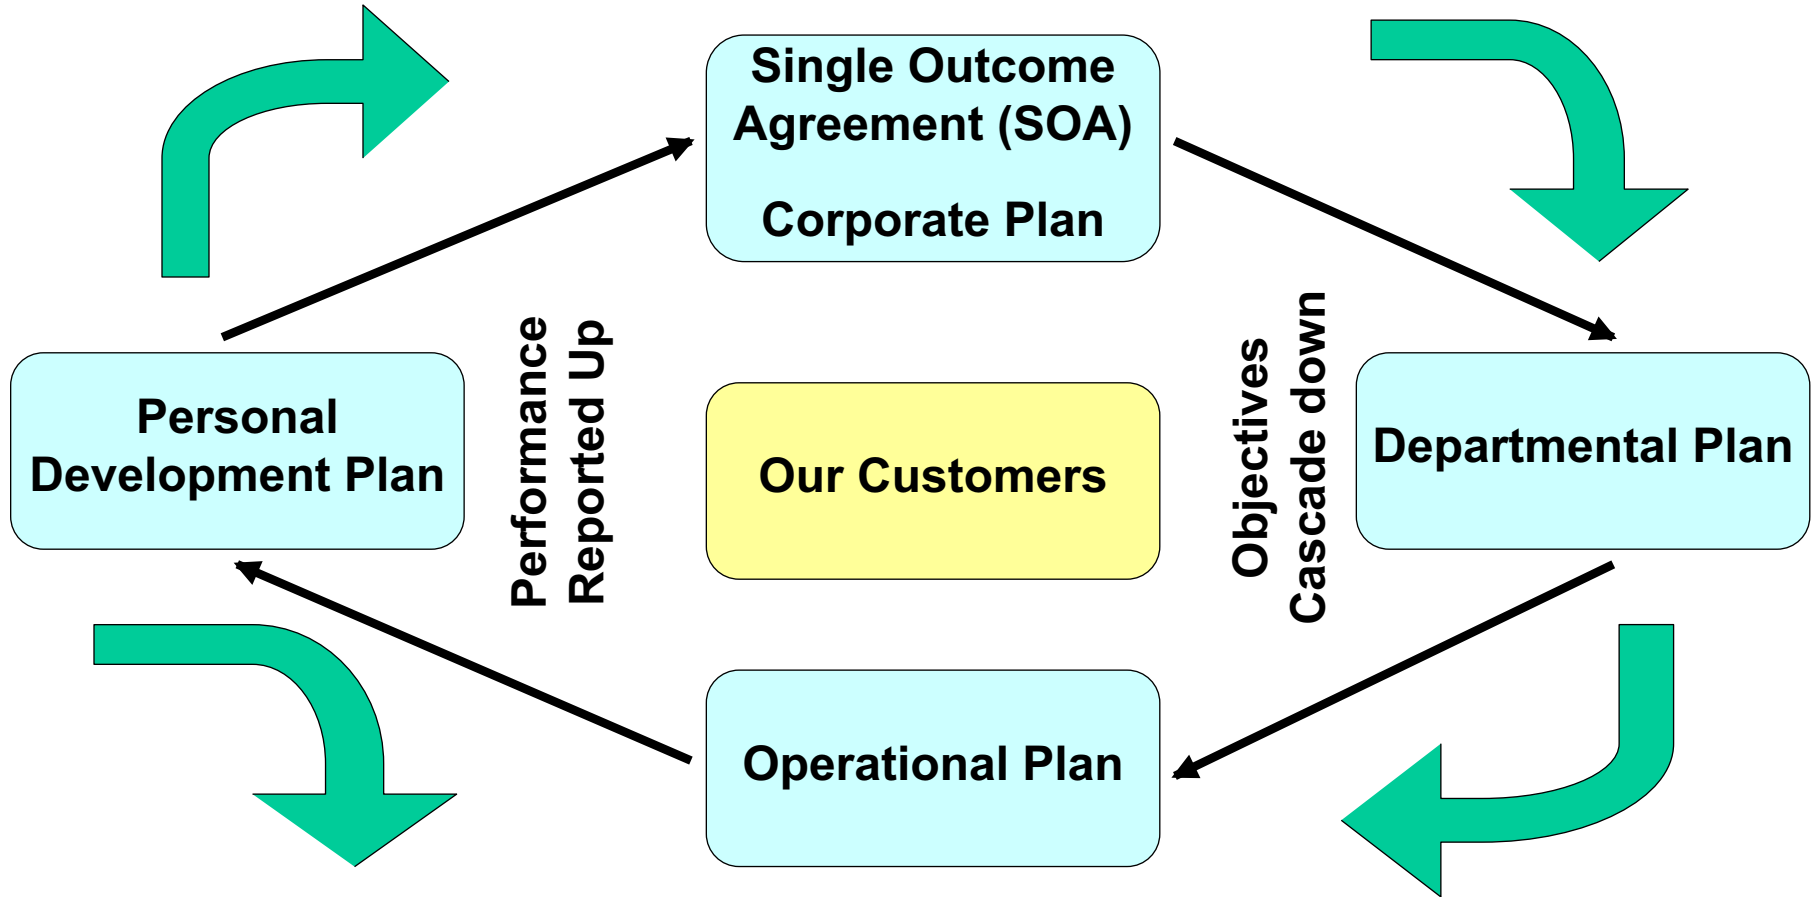 Single Outcome
Agreement (SOA)
Corporate Plan
Personal
Development Plan
Performance
Reported Up
Our Customers
Objectives
Cascade down
Departmental Plan
Operational Plan